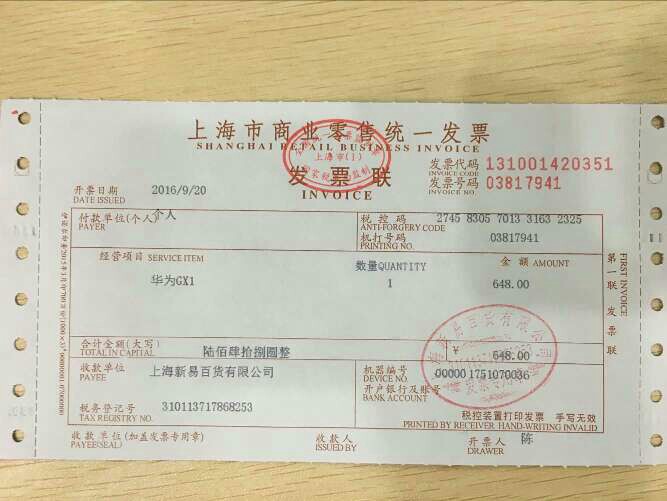 上海市商业零售统一发票
SHANGHAI RETAIL BUSINESS INVOICE
上海市(1)
发票联
INVOICE
发票代码 131001420351
INVOICE CODE
发票号码 03817941
INVOICE NO.
开票日期 2016/9/20
DATE ISSUED
付款单位(个人) 个人
PAYER
税控码 2745 8305 7013 3163 2325
ANTI-FORGERY CODE
机打号码 03817941
PRINTING NO.
经营项目 SERVICE ITEM 数量QUANTITY 金额 AMOUNT
华为GX1 1 648.00
合计金额(大写) 陆佰肆拾捌圆整 ¥ 648.00
TOTAL IN CAPITAL
收款单位 上海新易百货有限公司
PAYEE
机器编号 00000 1751070036
DEVICE NO
开户银行及账号
BANK ACCOUNT
税务登记号 310113717868253
TAX REGISTRY NO.
税控装置打印发票 手写无效
PRINTED BY RECEIVER HAND-WRITING INVALID
收款单位(加盖发票专用章) 收款人 开票人 陈
PAYEE(SEAL) ISSUED BY DRAWER
第一联 发票联
FIRST INVOICE